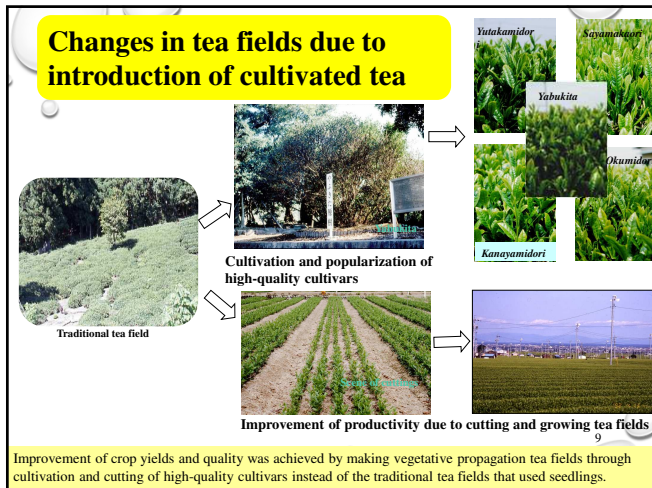 Changes in tea fields due to
introduction of cultivated tea
Yutakamidor
i
Sayamakaori
Yabukita
Okumidori
Kanayamidori
Yabukita
Cultivation and popularization of
high-quality cultivars
Traditional tea field
Improvement of productivity due to cutting and growing tea fields
9
Improvement of crop yields and quality was achieved by making vegetative propagation tea fields through
cultivation and cutting of high-quality cultivars instead of the traditional tea fields that used seedlings.